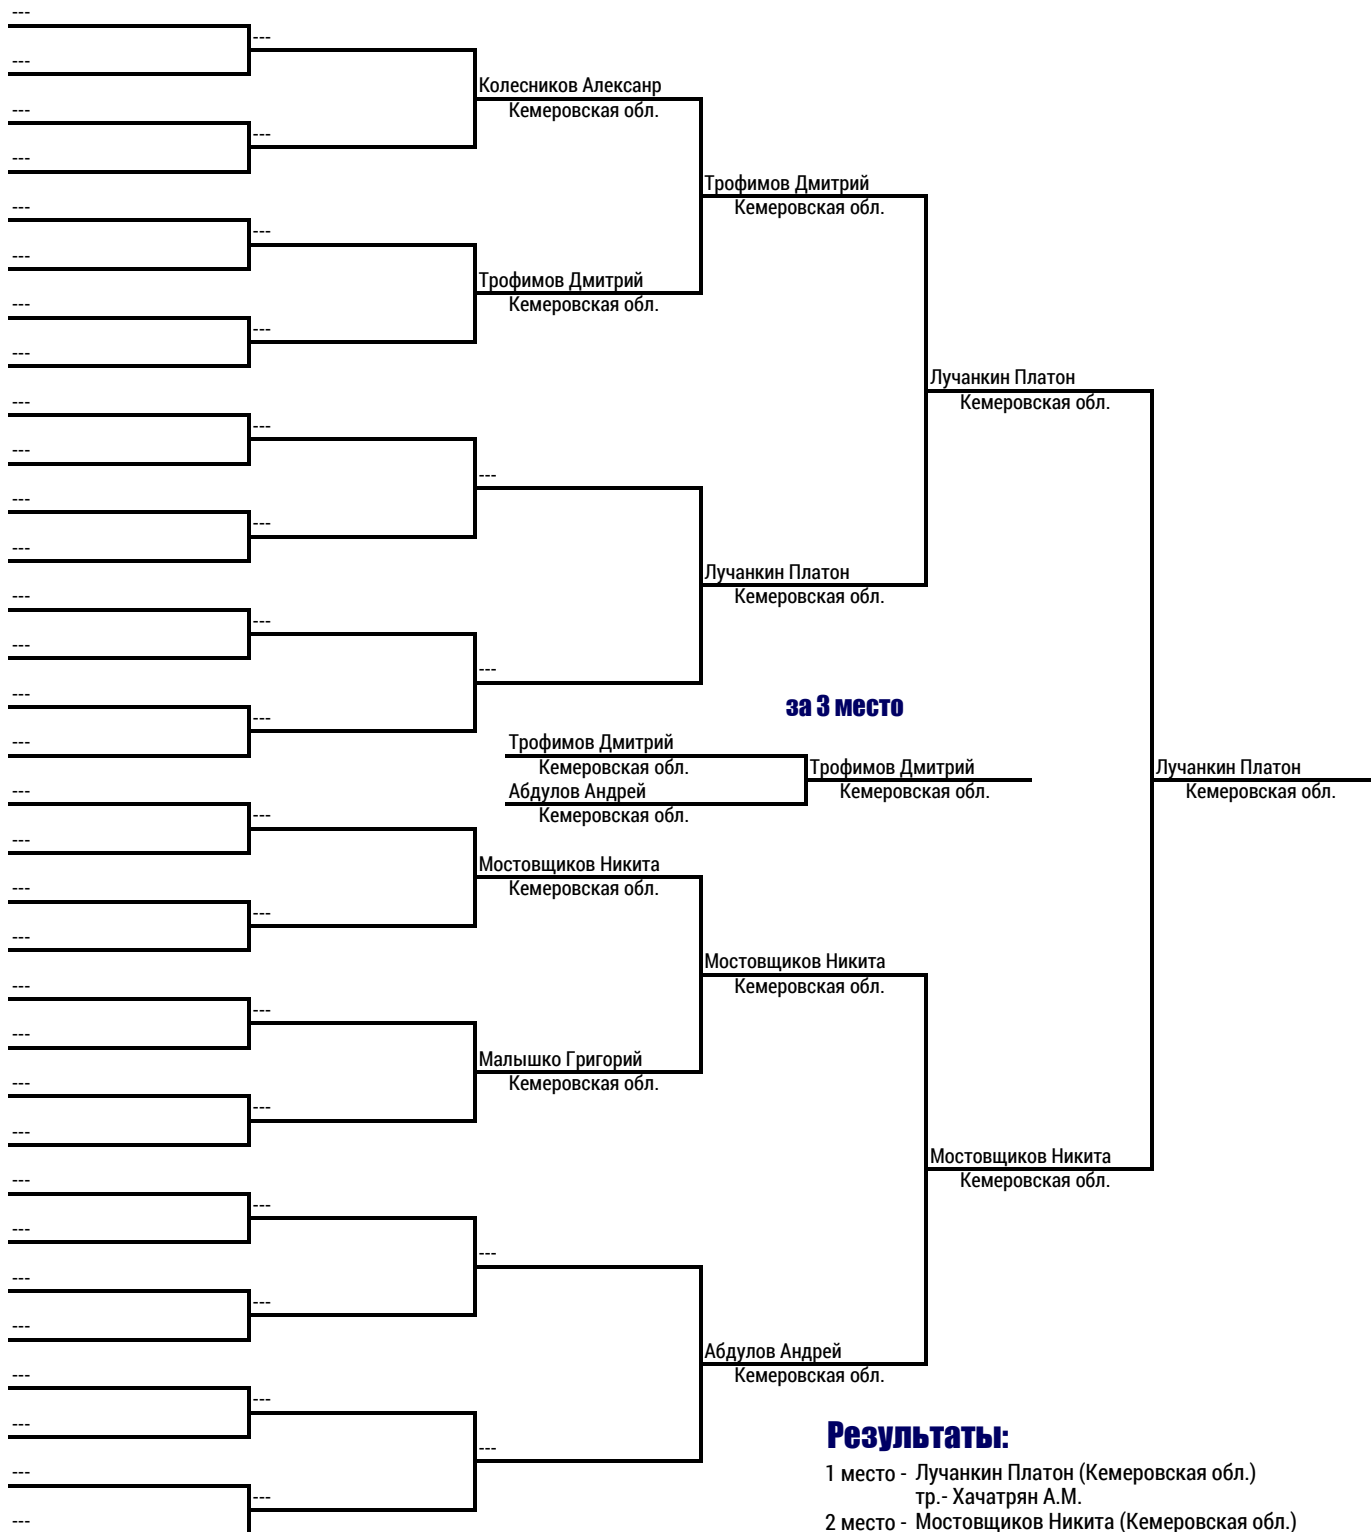 ---
---
---
---
---
---
---
Колесников Алексанр
Кемеровская обл.
---
---
---
---
---
---
Трофимов Дмитрий
Кемеровская обл.
Трофимов Дмитрий
Кемеровская обл.
---
---
---
---
---
---
---
---
---
---
---
---
---
---
Лучанкин Платон
Кемеровская обл.
Лучанкин Платон
Кемеровская обл.
за 3 место
Трофимов Дмитрий
Кемеровская обл.
Абдулов Андрей
Кемеровская обл.
Трофимов Дмитрий
Кемеровская обл.
Лучанкин Платон
Кемеровская обл.
---
---
---
---
---
---
Мостовщиков Никита
Кемеровская обл.
---
---
---
---
---
---
Малышко Григорий
Кемеровская обл.
Мостовщиков Никита
Кемеровская обл.
Мостовщиков Никита
Кемеровская обл.
---
---
---
---
---
---
---
---
---
---
---
---
---
---
Абдулов Андрей
Кемеровская обл.
Результаты:
1 место - Лучанкин Платон (Кемеровская обл.)
тр.- Хачатрян А.М.
2 место - Мостовщиков Никита (Кемеровская обл.)